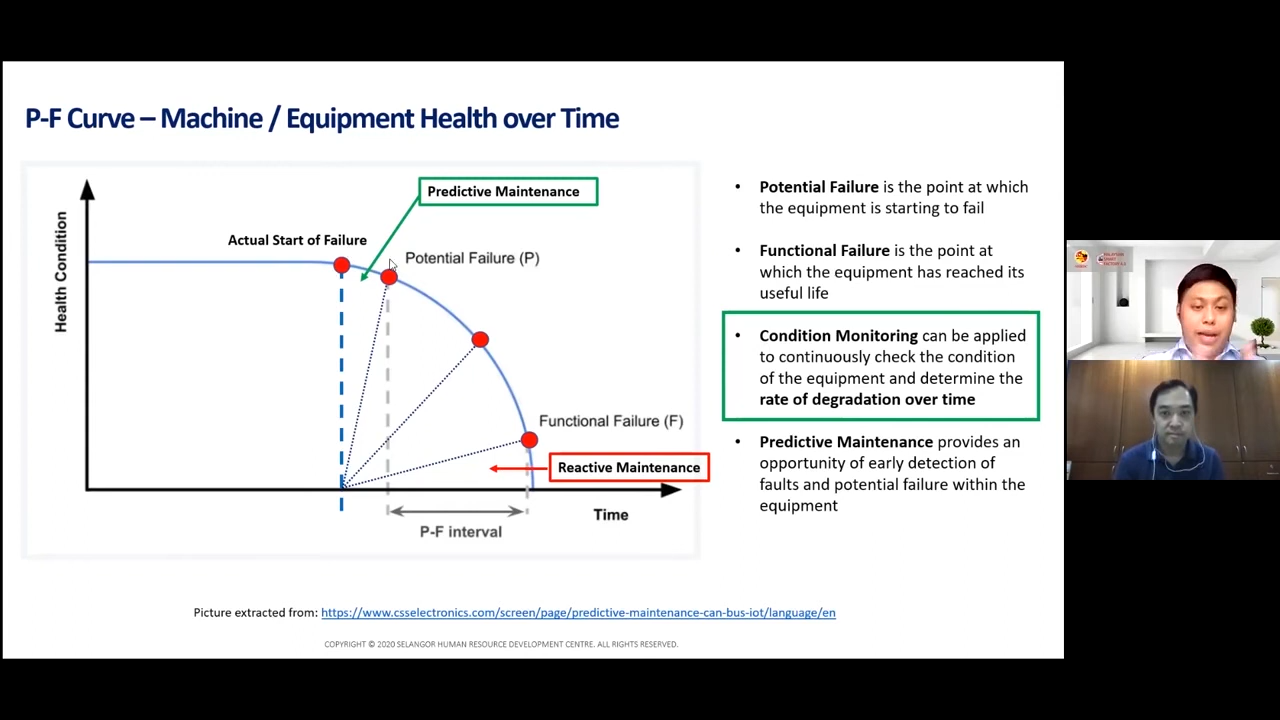 P-F Curve – Machine / Equipment Health over Time
Predictive Maintenance
Actual Start of Failure
Potential Failure (P)
Health Condition
Functional Failure (F)
Reactive Maintenance
Time
P-F interval
• Potential Failure is the point at which
the equipment is starting to fail
• Functional Failure is the point at
which the equipment has reached its
useful life
• Condition Monitoring can be applied
to continuously check the condition
of the equipment and determine the
rate of degradation over time
• Predictive Maintenance provides an
opportunity of early detection of
faults and potential failure within the
equipment
Picture extracted from: https://www.csselectronics.com/screen/page/predictive-maintenance-can-bus-iot/language/en
COPYRIGHT © 2020 SELANGOR HUMAN RESOURCE DEVELOPMENT CENTRE. ALL RIGHTS RESERVED.